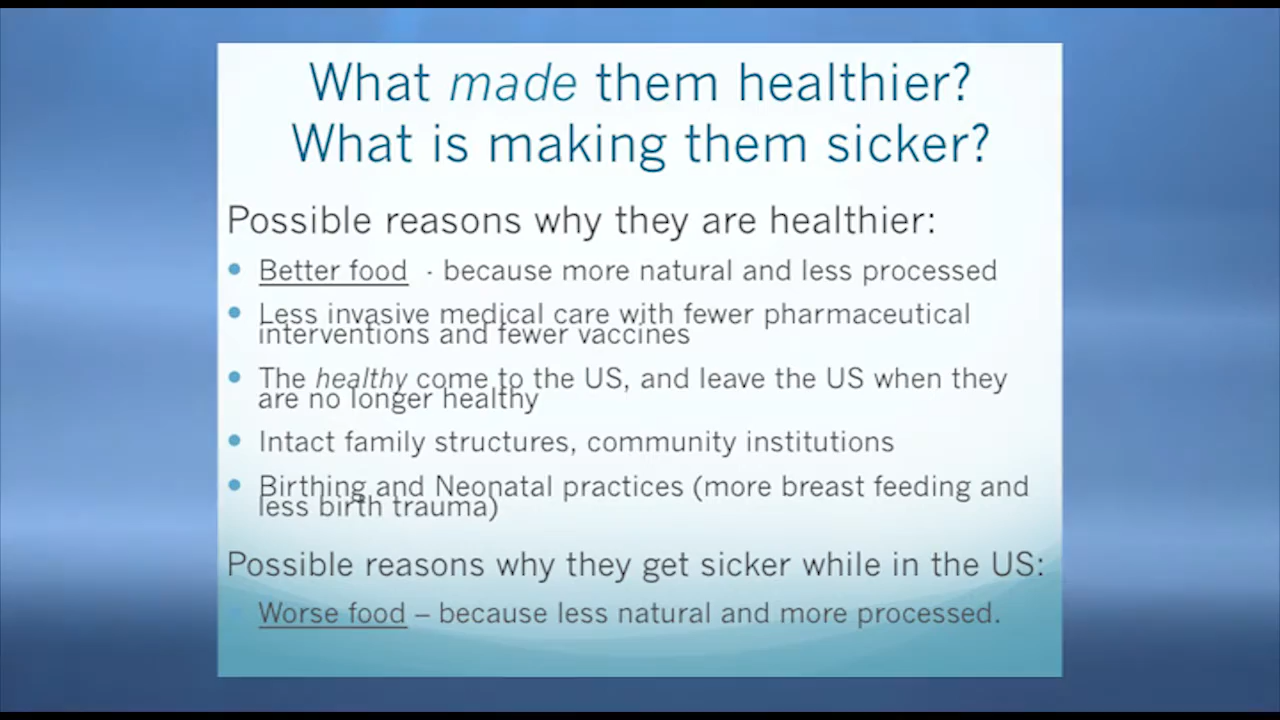 What made them healthier?
What is making them sicker?
Possible reasons why they are healthier:
• Better food - because more natural and less processed
• Less invasive medical care with fewer pharmaceutical
interventions and fewer vaccines
• The healthy come to the US, and leave the US when they
are no longer healthy
• Intact family structures, community institutions
• Birthing and Neonatal practices (more breast feeding and
less birth trauma)
Possible reasons why they get sicker while in the US:
• Worse food – because less natural and more processed.